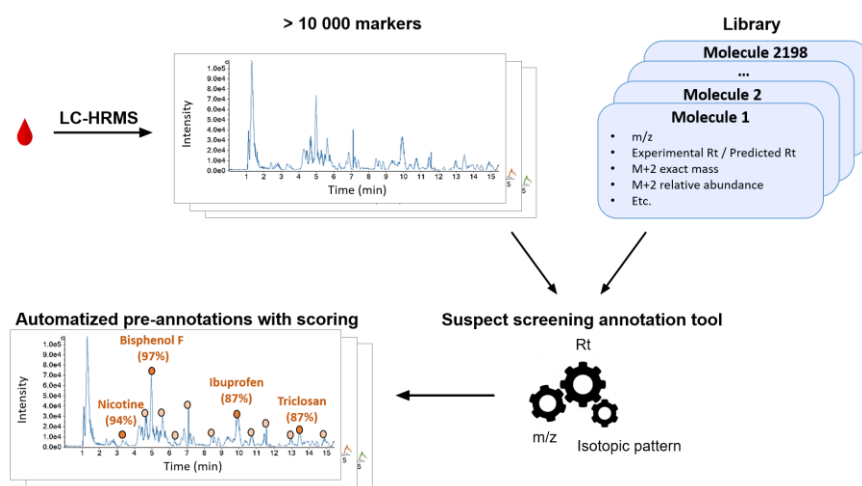 > 10 000 markers
Library
LC-HRMS
Intensity
1.0e5
9.0e4
8.0e4
7.0e4
6.0e4
5.0e4
4.0e4
3.0e4
2.0e4
1.0e4
0.0e0
1 2 3 4 5 6 7 8 9 10 11 12 13 14 15
Time (min)
5
5
Molecule 2198
...
Molecule 2
Molecule 1
• m/z
• Experimental Rt / Predicted Rt
• M+2 exact mass
• M+2 relative abundance
• Etc.
Automatized pre-annotations with scoring
Intensity
1.0e5
9.0e4
8.0e4
7.0e4
6.0e4
5.0e4
4.0e4
3.0e4
2.0e4
1.0e4
0.0e0
Bisphenol F
(97%)
Nicotine
(94%)
Ibuprofen
(87%)
Triclosan
(87%)
1 2 3 4 5 6 7 8 9 10 11 12 13 14 15
Time (min)
5
5
Suspect screening annotation tool
Rt
m/z
Isotopic pattern